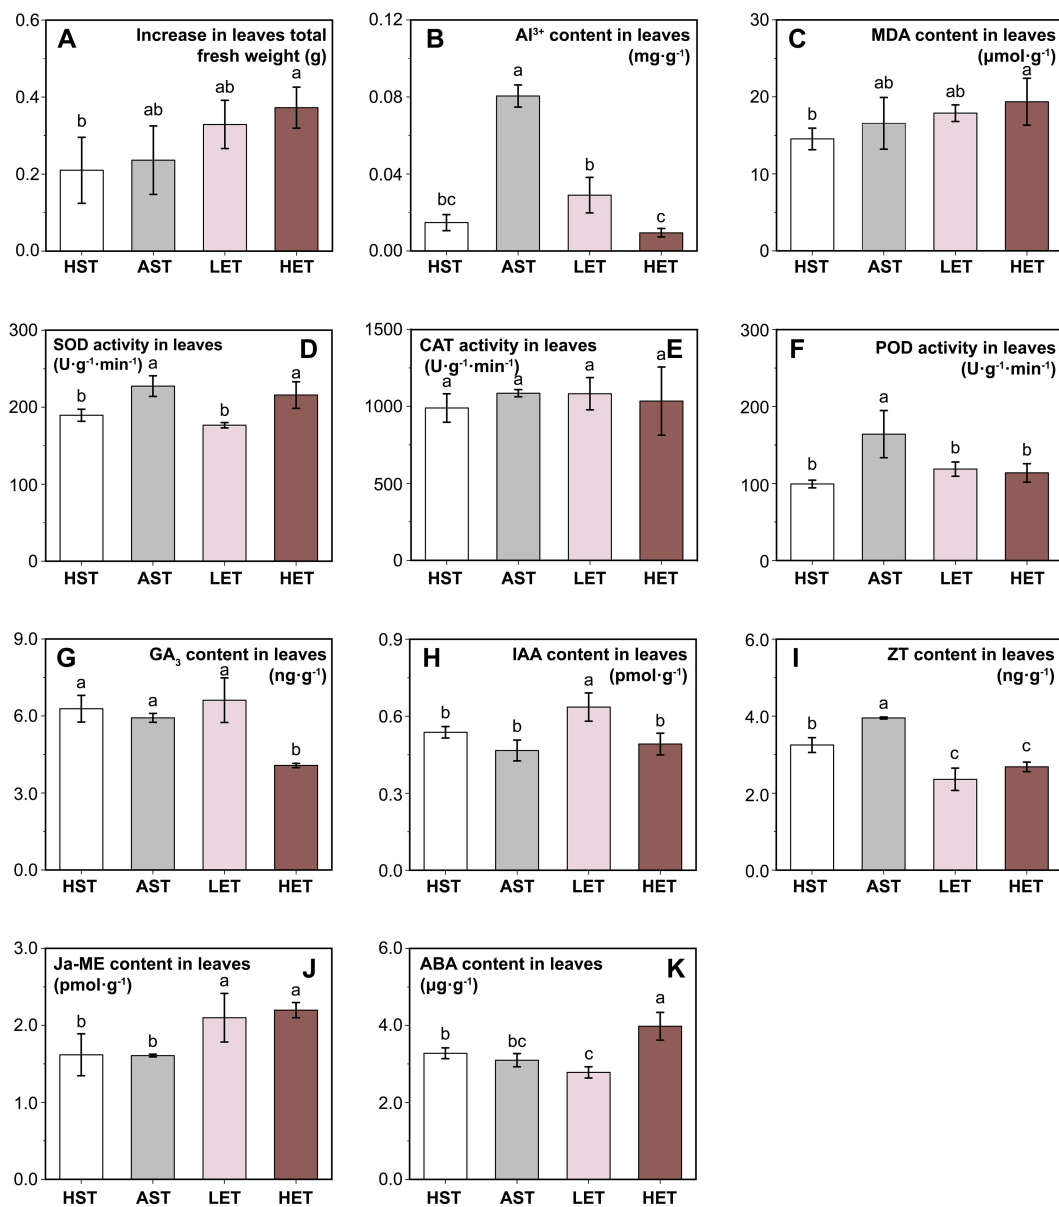 A
Increase in leaves total
fresh weight (g)
0.6
0.4
0.2
0.0
b
ab
ab
a
HST AST LET HET
B
Al³⁺ content in leaves
(mg·g⁻¹)
0.12
0.08
0.04
0.00
bc
a
b
c
HST AST LET HET
C
MDA content in leaves
(μmol·g⁻¹)
30
20
10
0
b
ab
ab
a
HST AST LET HET
SOD activity in leaves
(U·g⁻¹·min⁻¹)
D
300
200
100
0
b
a
b
a
HST AST LET HET
CAT activity in leaves
(U·g⁻¹·min⁻¹)
E
1500
1000
500
0
a
a
a
a
HST AST LET HET
F
POD activity in leaves
(U·g⁻¹·min⁻¹)
300
200
100
0
b
a
b
b
HST AST LET HET
G
GA₃ content in leaves
(ng·g⁻¹)
9.0
6.0
3.0
0.0
a
a
a
b
HST AST LET HET
H
IAA content in leaves
(pmol·g⁻¹)
0.9
0.6
0.3
0.0
b
b
a
b
HST AST LET HET
I
ZT content in leaves
(ng·g⁻¹)
6.0
4.0
2.0
0.0
b
a
c
c
HST AST LET HET
Ja-ME content in leaves
(pmol·g⁻¹)
J
3.0
2.0
1.0
0.0
b
b
a
a
HST AST LET HET
ABA content in leaves
(μg·g⁻¹)
K
6.0
4.0
2.0
0.0
b
bc
c
a
HST AST LET HET